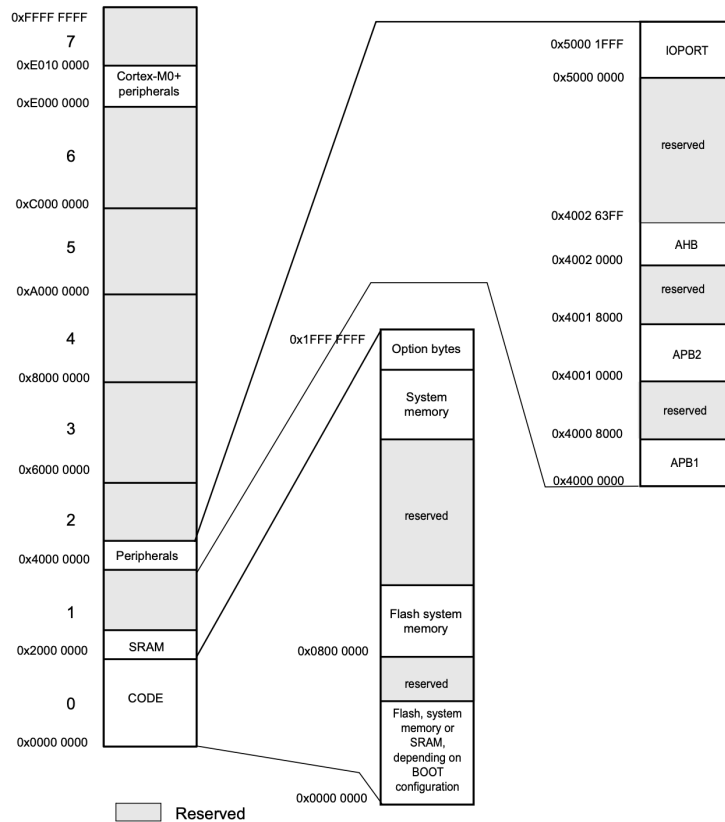 0xFFFF FFFF
7
0xE010 0000
Cortex-M0+
peripherals
0xE000 0000
6
0xC000 0000
5
0xA000 0000
4
0x8000 0000
3
0x6000 0000
2
Peripherals
0x4000 0000
1
SRAM
0x2000 0000
CODE
0
0x0000 0000
0x1FFF FFFF
Option bytes
System
memory
reserved
Flash system
memory
0x0800 0000
reserved
Flash, system
memory or
SRAM,
depending on
BOOT
configuration
0x0000 0000
0x5000 1FFF
IOPORT
0x5000 0000
reserved
0x4002 63FF
AHB
0x4002 0000
reserved
0x4001 8000
APB2
0x4001 0000
reserved
0x4000 8000
APB1
0x4000 0000
Reserved